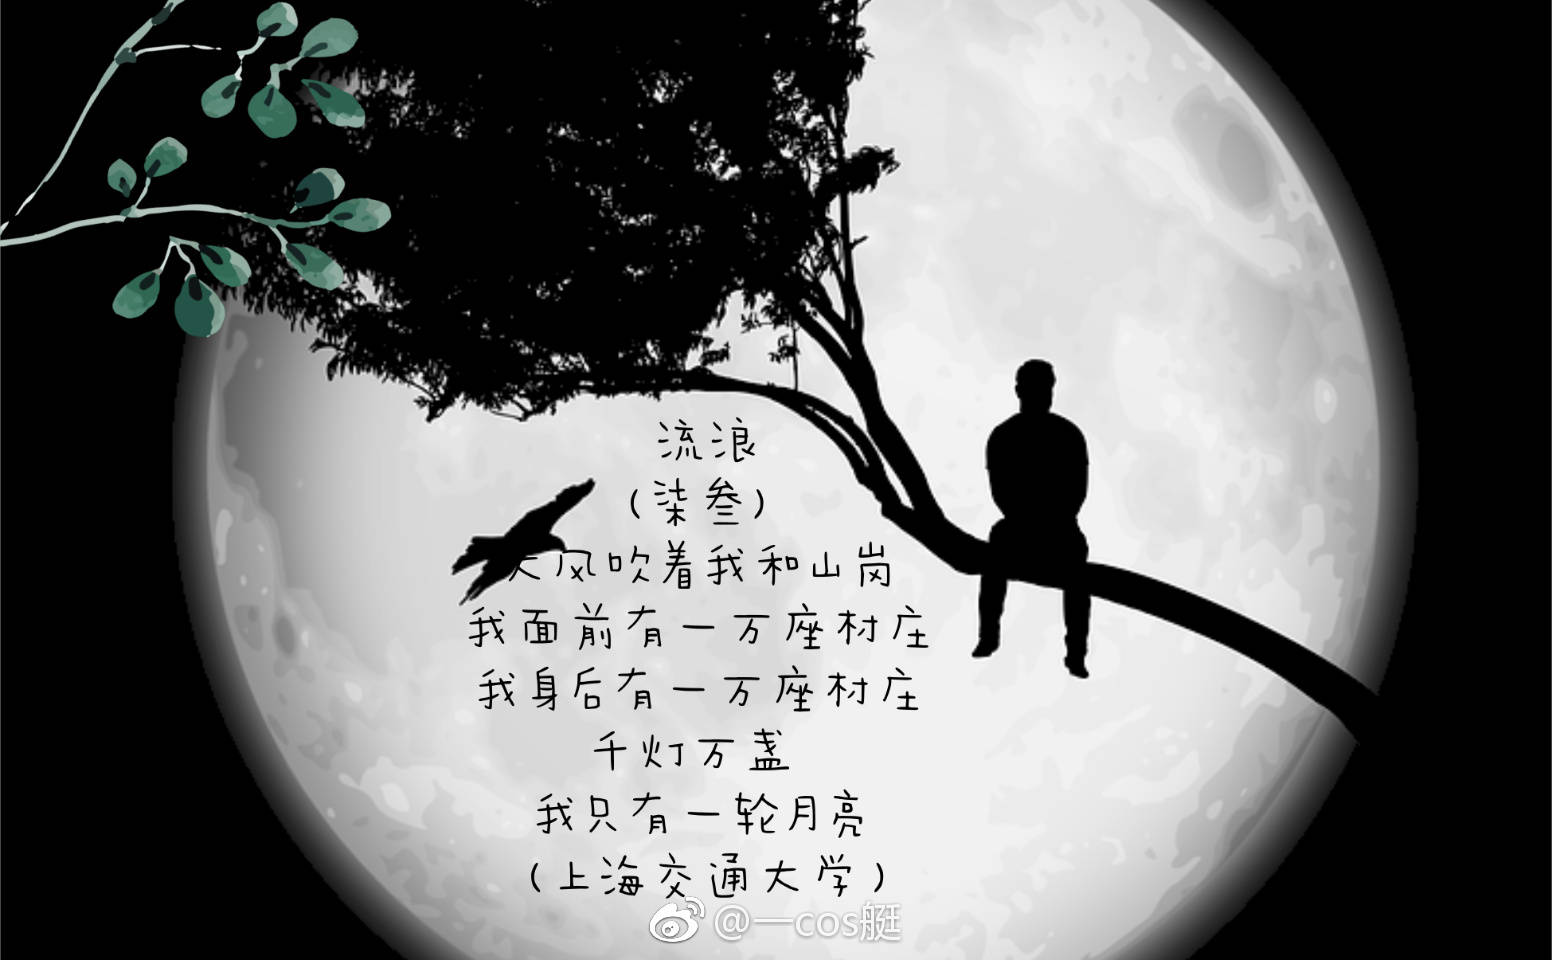 流浪
(柒叁)
天风吹着我和山岗
我面前有一万座村庄
我身后有一万座村庄
千灯万盏
我只有一轮月亮
(上海交通大学)
@一cos艇